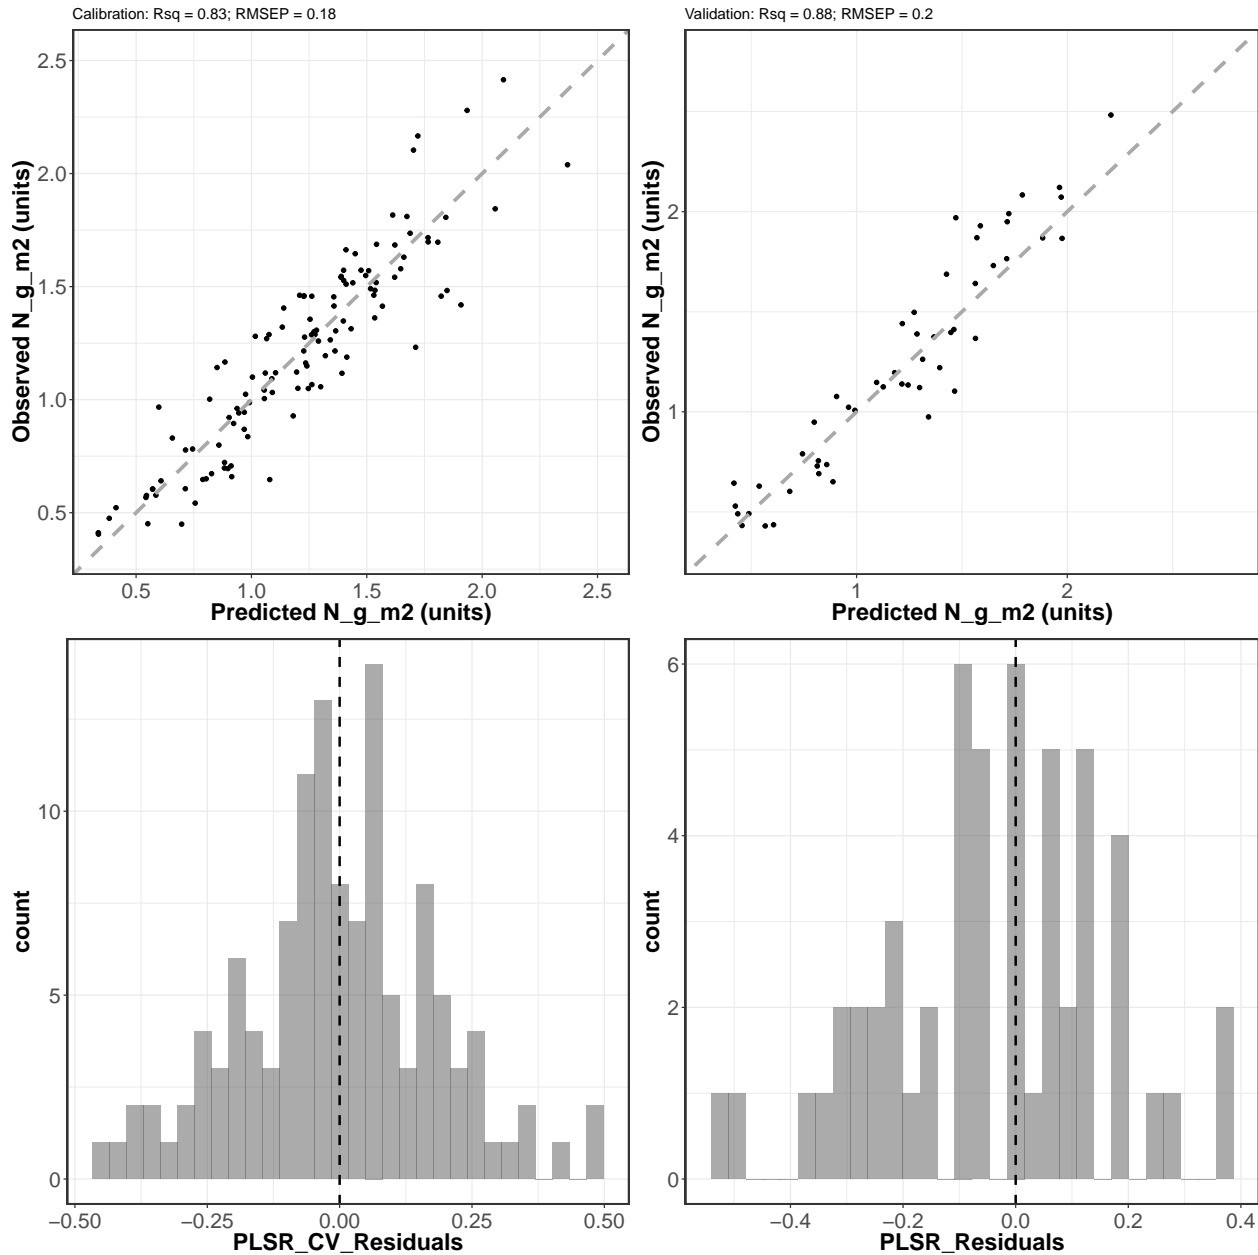 Calibration: Rsq = 0.83; RMSEP = 0.18
Observed N_g_m2 (units)
2.5
2.0
1.5
1.0
0.5
0.5 1.0 1.5 2.0 2.5
Predicted N_g_m2 (units)
Validation: Rsq = 0.88; RMSEP = 0.2
Observed N_g_m2 (units)
2
1
1 2
Predicted N_g_m2 (units)
count
10
5
0
−0.50 −0.25 0.00 0.25 0.50
PLSR_CV_Residuals
count
6
4
2
0
−0.4 −0.2 0.0 0.2 0.4
PLSR_Residuals